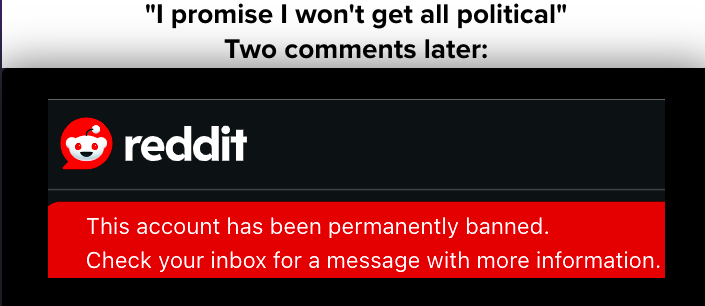 "I promise I won't get all political"
Two comments later:
reddit
This account has been permanently banned.
Check your inbox for a message with more information.